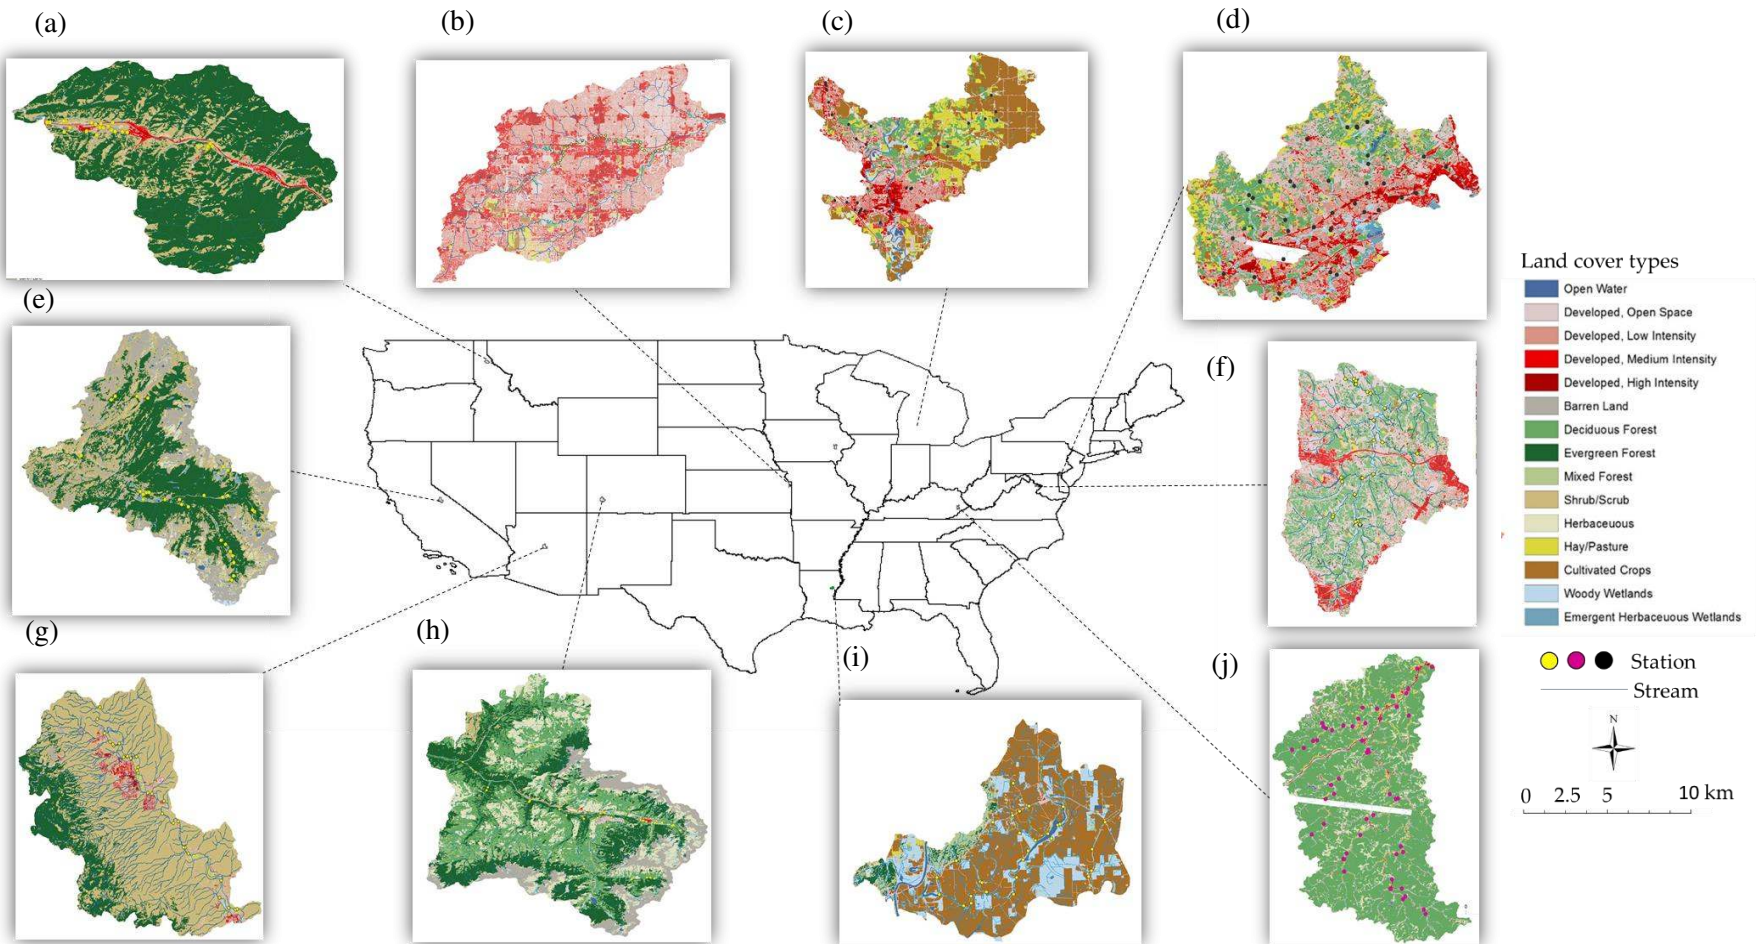 (a)
(b)
(c)
(d)
(e)
(f)
(g)
(h)
(i)
(j)
Land cover types
Open Water
Developed, Open Space
Developed, Low Intensity
Developed, Medium Intensity
Developed, High Intensity
Barren Land
Deciduous Forest
Evergreen Forest
Mixed Forest
Shrub/Scrub
Herbaceuous
Hay/Pasture
Cultivated Crops
Woody Wetlands
Emergent Herbaceuous Wetlands
Station
Stream
N
0 2.5 5 10 km